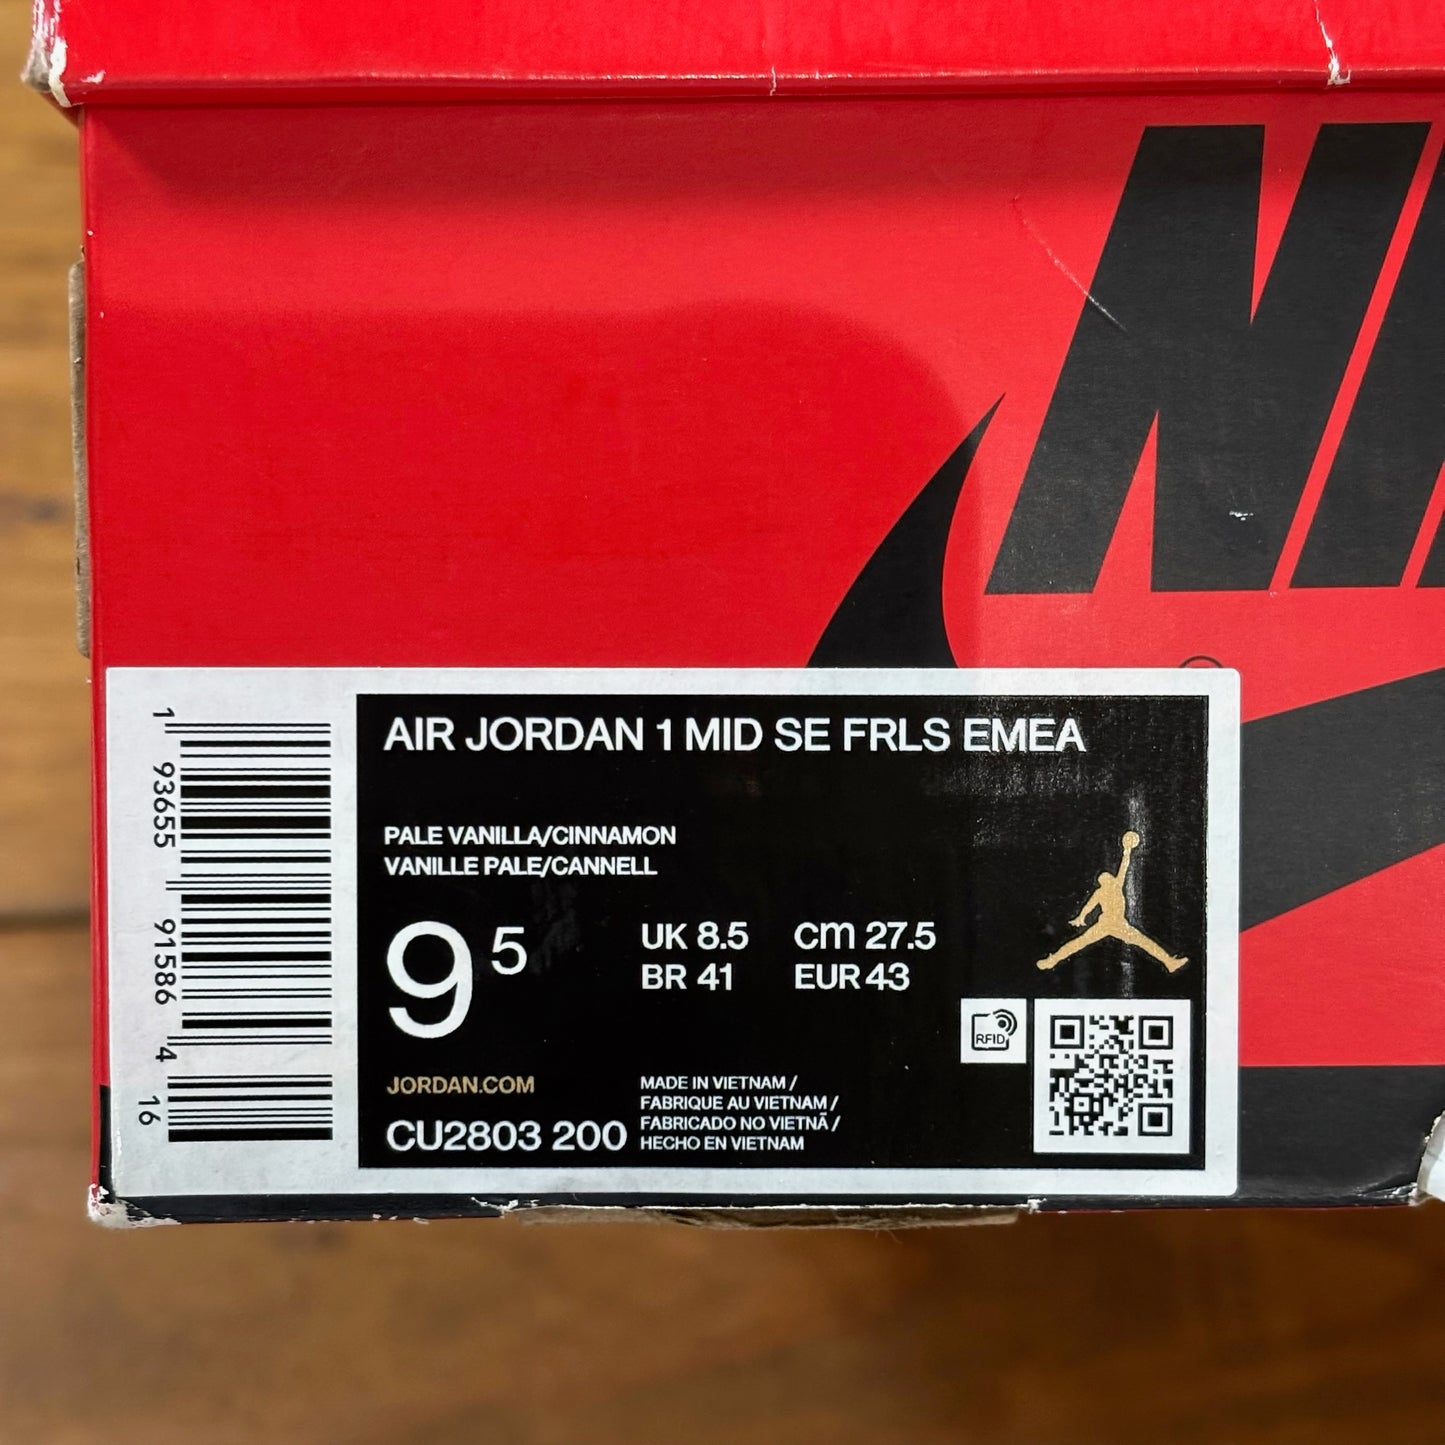 NI
AIR JORDAN 1 MID SE FRLS EMEA
PALE VANILLA/CINNAMON
VANILLE PALE/CANNELL
9 5
UK 8.5
CM 27.5
BR 41
EUR 43
RFID
JORDAN.COM
CU2803 200
MADE IN VIETNAM /
FABRIQUE AU VIETNAM /
FABRICADO NO VIETNÃ /
HECHO EN VIETNAM
1 93655 91586 4 16